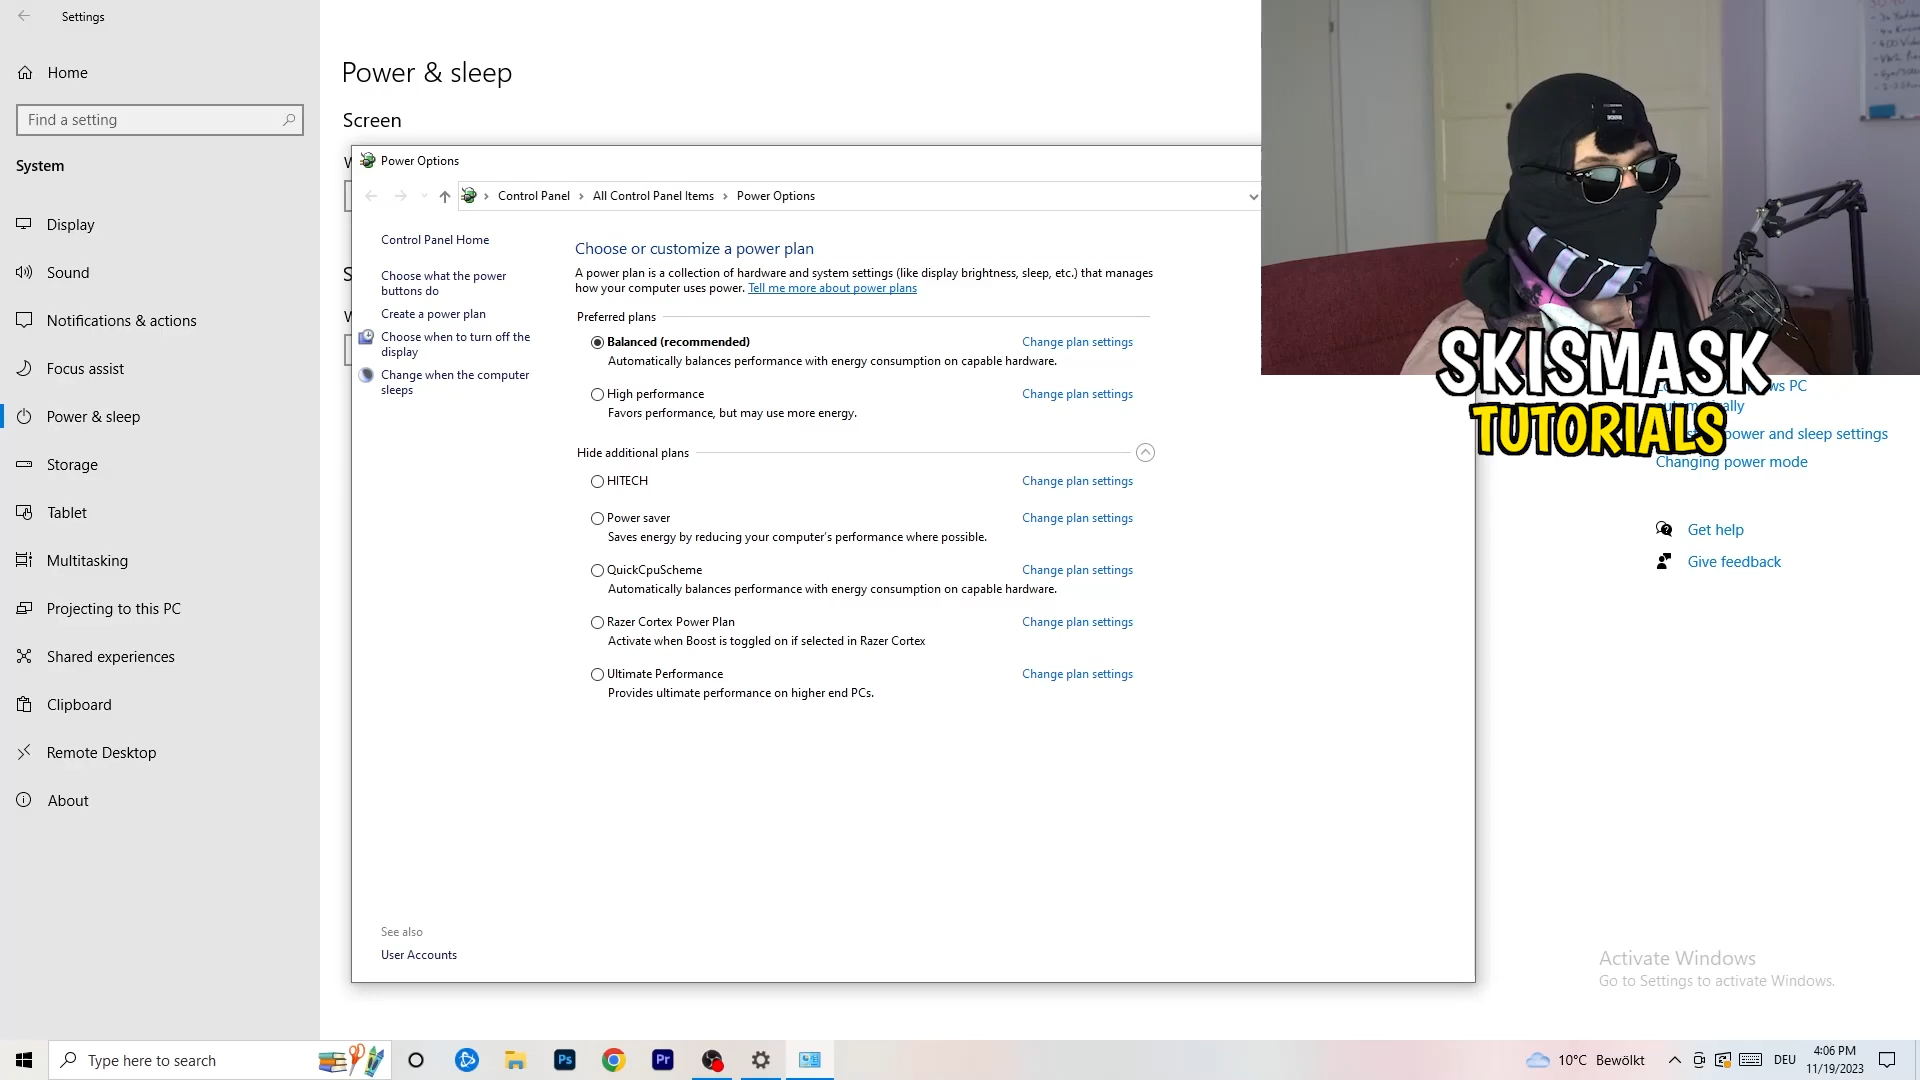 Settings
Home
Find a setting
System
Display
Sound
Notifications & actions
Focus assist
Power & sleep
Storage
Tablet
Multitasking
Projecting to this PC
Shared experiences
Clipboard
Remote Desktop
About
Power & sleep
Screen
Power Options
Control Panel › All Control Panel Items › Power Options
Control Panel Home
Choose what the power
buttons do
Create a power plan
Choose when to turn off the
display
Change when the computer
sleeps
See also
User Accounts
Choose or customize a power plan
A power plan is a collection of hardware and system settings (like display brightness, sleep, etc.) that manages
how your computer uses power. Tell me more about power plans
Preferred plans
Balanced (recommended) Change plan settings
Automatically balances performance with energy consumption on capable hardware.
High performance Change plan settings
Favors performance, but may use more energy.
Hide additional plans
HITECH Change plan settings
Power saver Change plan settings
Saves energy by reducing your computer's performance where possible.
QuickCpuScheme Change plan settings
Automatically balances performance with energy consumption on capable hardware.
Razer Cortex Power Plan Change plan settings
Activate when Boost is toggled on if selected in Razer Cortex
Ultimate Performance Change plan settings
Provides ultimate performance on higher end PCs.
SKISMASK
TUTORIALS
PC
power and sleep settings
Changing power mode
Get help
Give feedback
Activate Windows
Go to Settings to activate Windows.
Type here to search
Ps
Pr
10°C Bewölkt
DEU
4:06 PM
11/19/2023